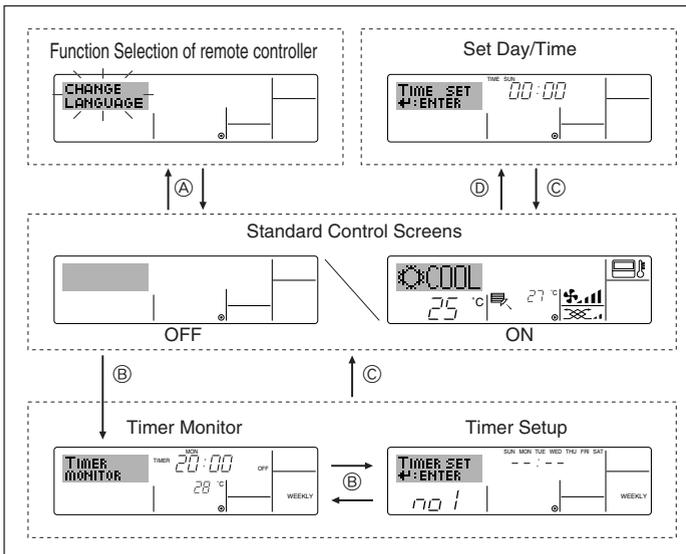 Function Selection of remote controller
CHANGE
LANGUAGE
Set Day/Time
TIME SUN
TIME SET 00:00
↵:ENTER
Ⓐ
Ⓓ Ⓒ
Standard Control Screens
OFF
COOL
25 °C 27 °C
ON
Ⓑ Ⓒ
Timer Monitor
MON
TIMER MONITOR
TIMER 20:00 OFF
28 °C
WEEKLY
Ⓑ
Timer Setup
SUN MON TUE WED THU FRI SAT
TIMER SET --:--
↵:ENTER
no 1
WEEKLY